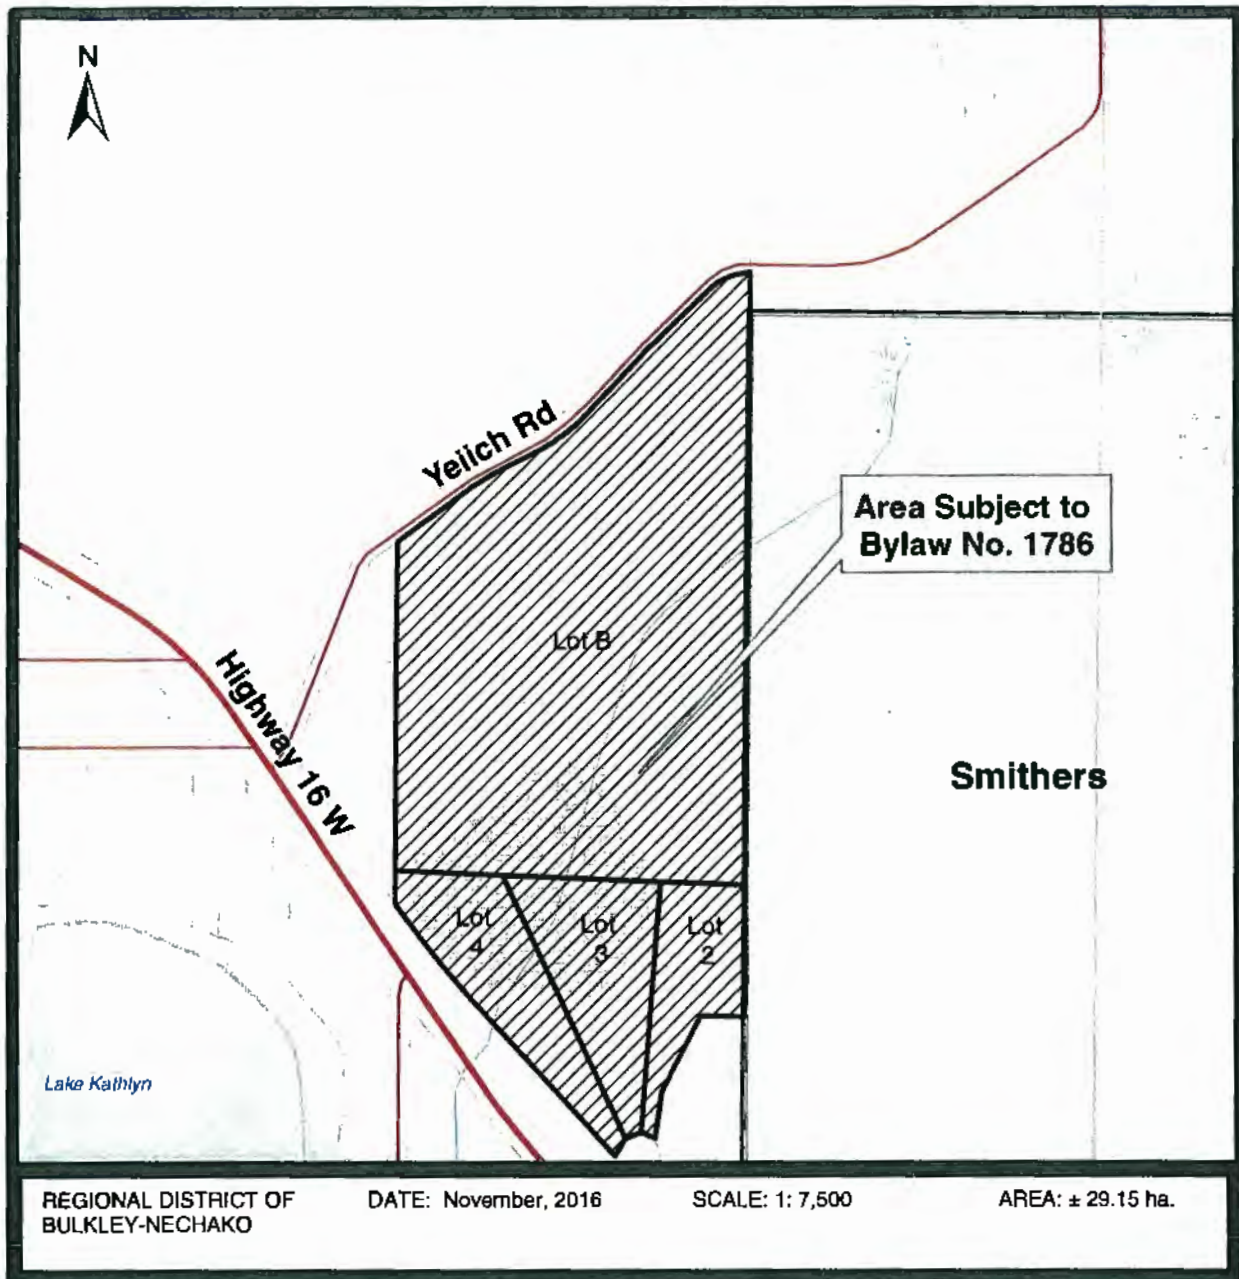 N
Yelich Rd
Area Subject to
Bylaw No. 1786
Lot B
Highway 16 W
Smithers
Lot
4
Lot
3
Lot
2
Lake Kathlyn
REGIONAL DISTRICT OF
BULKLEY-NECHAKO
DATE: November, 2016
SCALE: 1: 7,500
AREA: ± 29.15 ha.